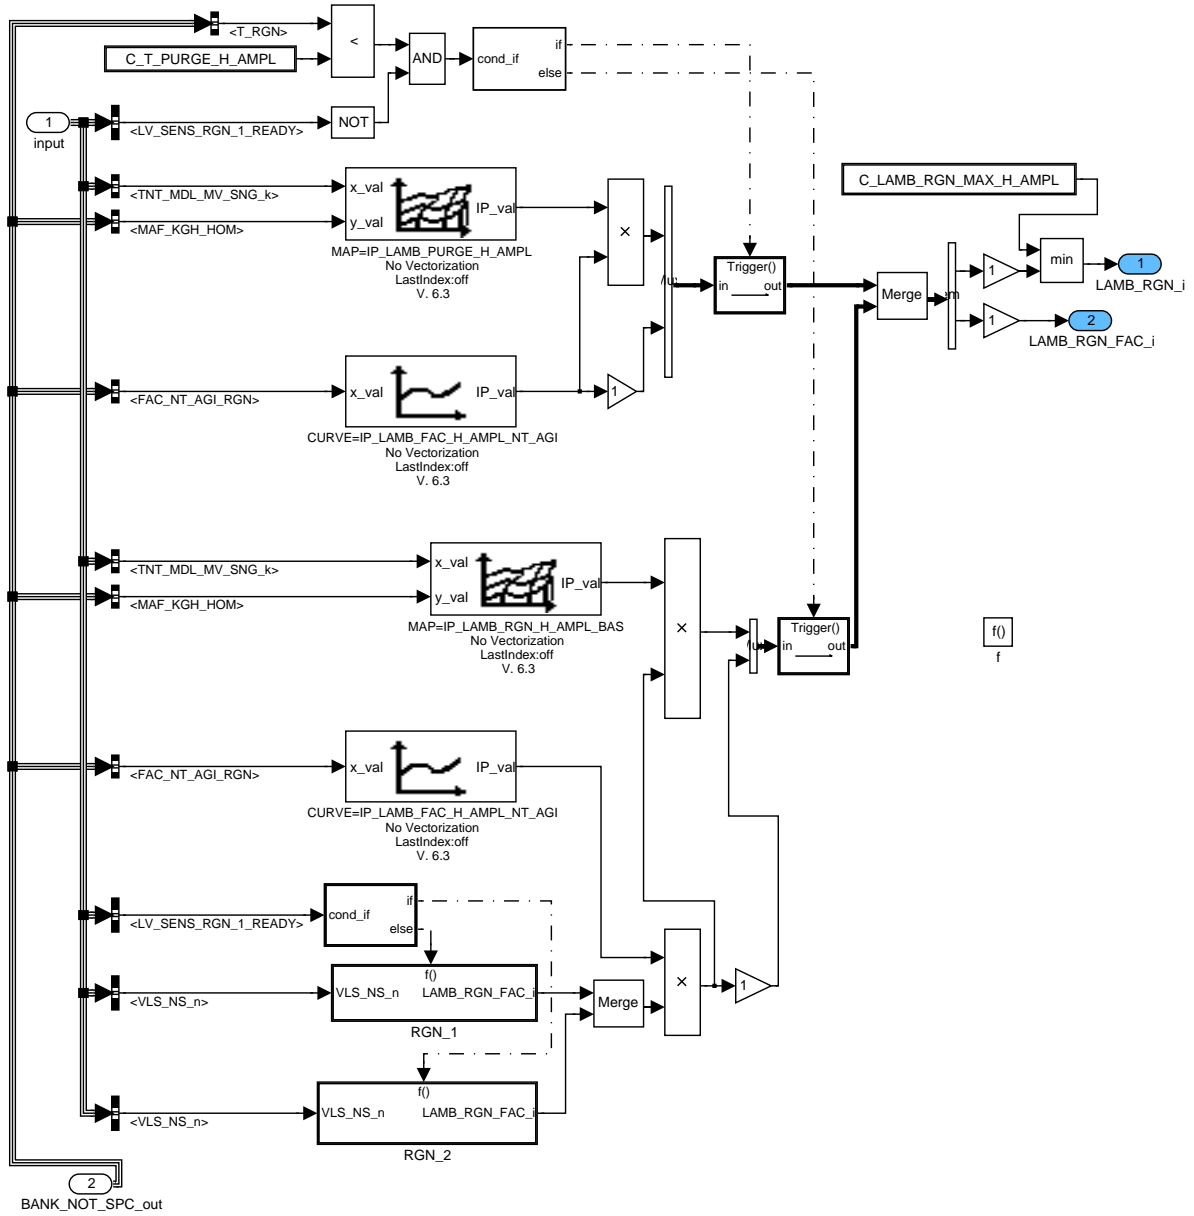 <T_RGN>
C_T_PURGE_H_AMPL
<
AND
cond_if
if
else
1
input
<LV_SENS_RGN_1_READY>
NOT
<TNT_MDL_MV_SNG_k>
<MAF_KGH_HOM>
x_val
y_val
IP_val
MAP=IP_LAMB_PURGE_H_AMPL
No Vectorization
LastIndex:off
V. 6.3
×
C_LAMB_RGN_MAX_H_AMPL
Trigger()
in
out
Merge
1
min
1
LAMB_RGN_i
1
2
LAMB_RGN_FAC_i
<FAC_NT_AGI_RGN>
x_val
IP_val
1
CURVE=IP_LAMB_FAC_H_AMPL_NT_AGI
No Vectorization
LastIndex:off
V. 6.3
<TNT_MDL_MV_SNG_k>
<MAF_KGH_HOM>
x_val
y_val
IP_val
MAP=IP_LAMB_RGN_H_AMPL_BAS
No Vectorization
LastIndex:off
V. 6.3
×
Trigger()
in
out
f()
f
<FAC_NT_AGI_RGN>
x_val
IP_val
CURVE=IP_LAMB_FAC_H_AMPL_NT_AGI
No Vectorization
LastIndex:off
V. 6.3
<LV_SENS_RGN_1_READY>
cond_if
if
else
<VLS_NS_n>
f()
VLS_NS_n
LAMB_RGN_FAC_i
RGN_1
Merge
×
1
<VLS_NS_n>
f()
VLS_NS_n
LAMB_RGN_FAC_i
RGN_2
2
BANK_NOT_SPC_out